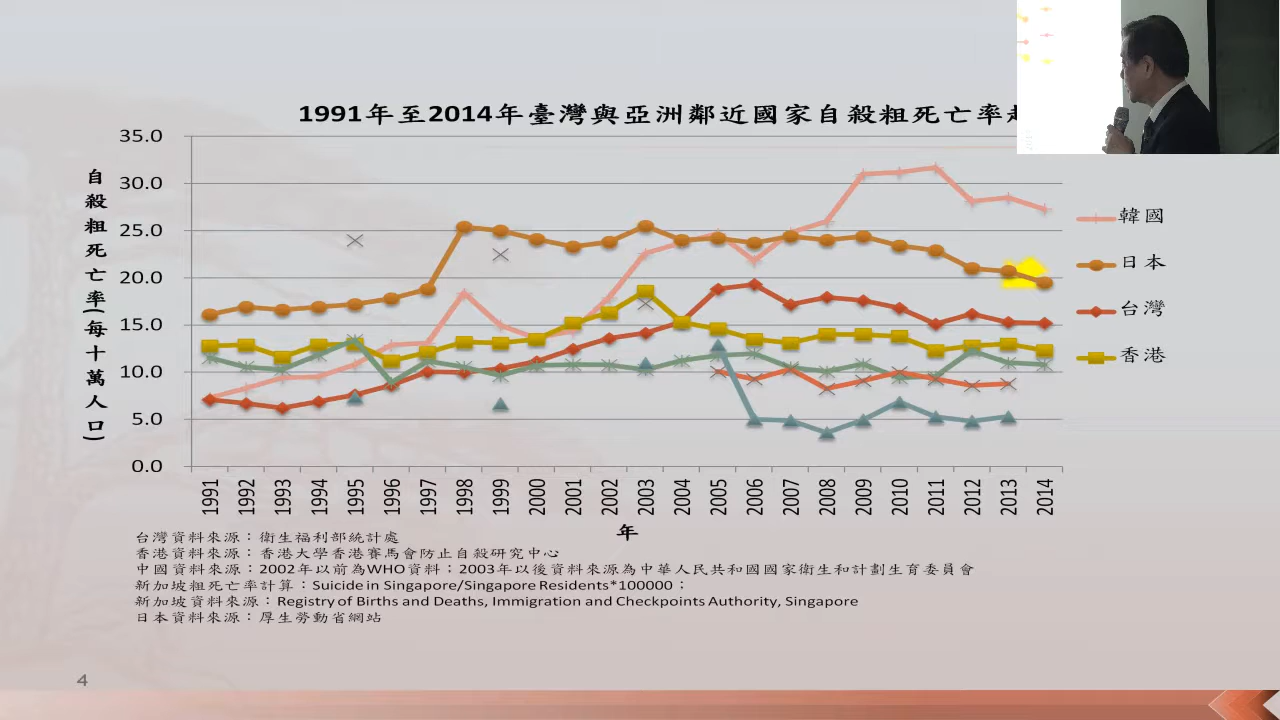 1991年至2014年臺灣與亞洲鄰近國家自殺粗死亡率
自殺粗死亡率(每十萬人口)
35.0
30.0
25.0
20.0
15.0
10.0
5.0
0.0
1991 1992 1993 1994 1995 1996 1997 1998 1999 2000 2001 2002 2003 2004 2005 2006 2007 2008 2009 2010 2011 2012 2013 2014
年
韓國
日本
台灣
香港
台灣資料來源：衛生福利部統計處
香港資料來源：香港大學香港賽馬會防止自殺研究中心
中國資料來源：2002年以前為WHO資料；2003年以後資料來源為中華人民共和國國家衛生和計劃生育委員會
新加坡粗死亡率計算：Suicide in Singapore/Singapore Residents*100000；
新加坡資料來源：Registry of Births and Deaths, Immigration and Checkpoints Authority, Singapore
日本資料來源：厚生勞動省網站
4